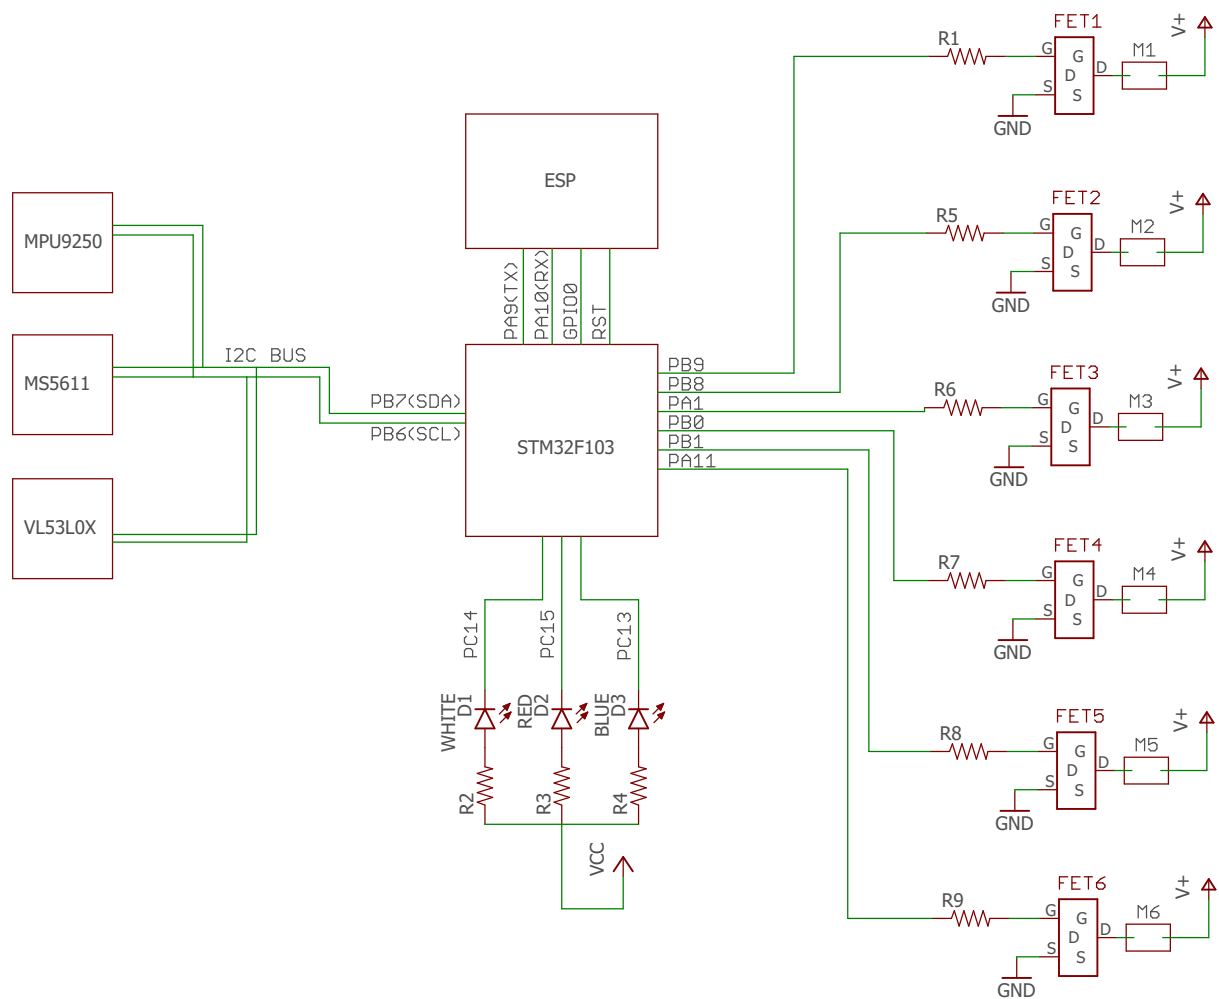 FET1
V+
R1
M1
G
G
D
D
S
S
GND
ESP
MPU9250
FET2
V+
R5
M2
G
G
D
D
S
S
GND
PA9(TX)
PA10(RX)
GPIO0
RST
I2C BUS
MS5611
PB7(SDA)
PB6(SCL)
STM32F103
PB9
PB8
PA1
PB0
PB1
PA11
FET3
V+
R6
M3
G
G
D
D
S
S
GND
VL53L0X
FET4
V+
R7
M4
G
G
D
D
S
S
GND
PC14
PC15
PC13
WHITE
D1
RED
D2
BLUE
D3
R2
R3
R4
VCC
FET5
V+
R8
M5
G
G
D
D
S
S
GND
FET6
V+
R9
M6
G
G
D
D
S
S
GND